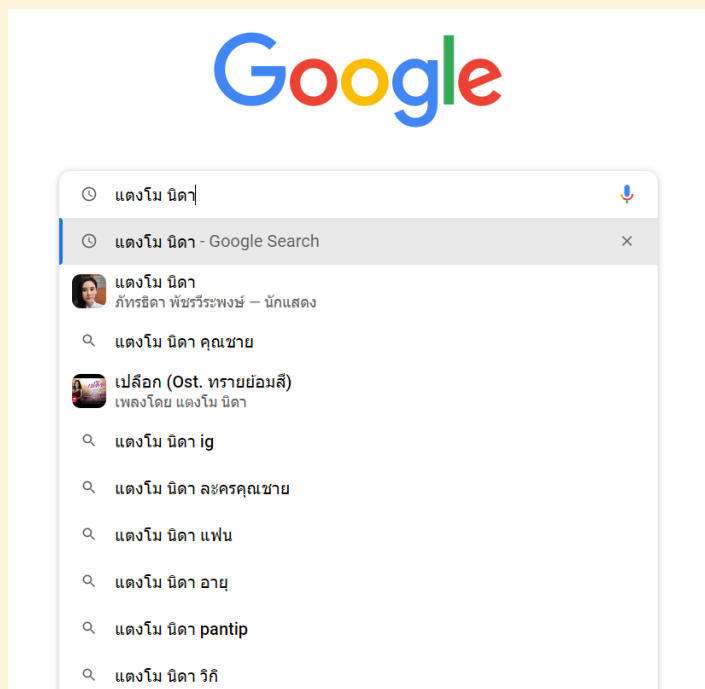 Google
แตงโม นิดา
แตงโม นิดา - Google Search
แตงโม นิดา
ภัทรธิดา พัชรวีระพงษ์ — นักแสดง
แตงโม นิดา คุณชาย
เปลือก (Ost. ทรายย้อมสี)
เพลงโดย แตงโม นิดา
แตงโม นิดา ig
แตงโม นิดา ละครคุณชาย
แตงโม นิดา แฟน
แตงโม นิดา อายุ
แตงโม นิดา pantip
แตงโม นิดา วิกิ